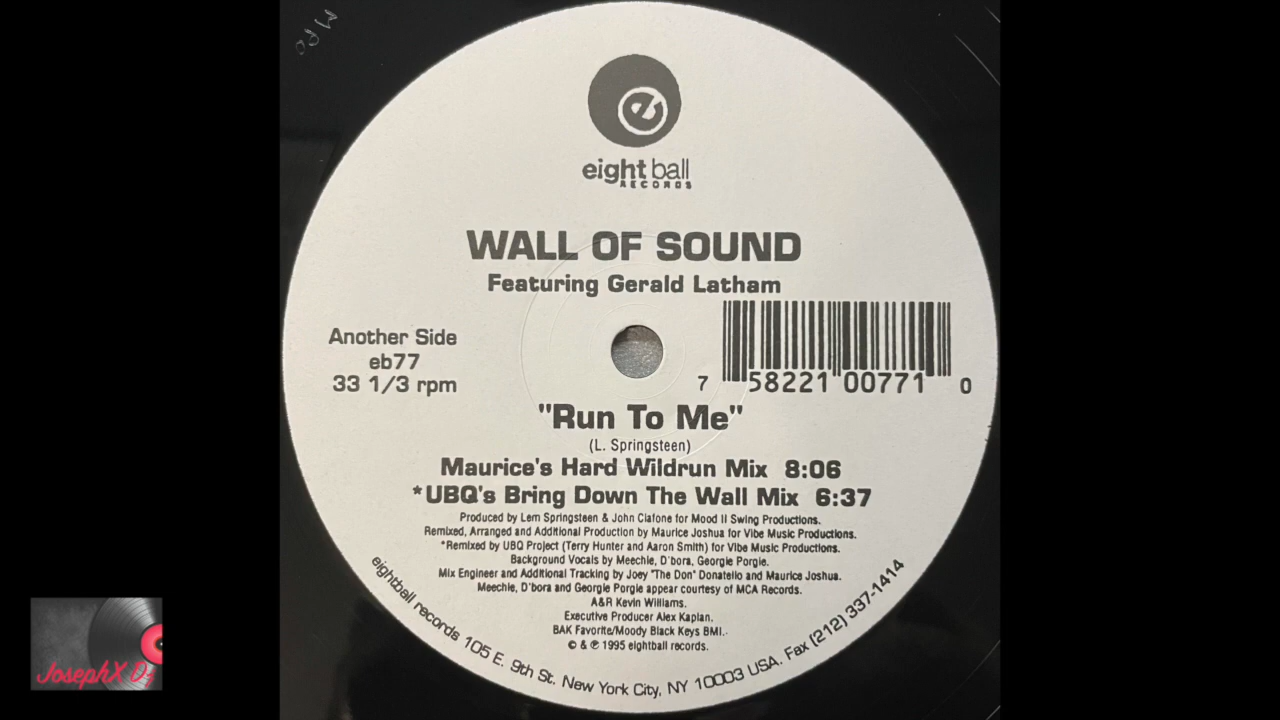 MPO
e
eight ball
RECORDS
WALL OF SOUND
Featuring Gerald Latham
Another Side
eb77
33 1/3 rpm
7 58221 00771 0
"Run To Me"
(L. Springsteen)
Maurice's Hard Wildrun Mix 8:06
*UBQ's Bring Down The Wall Mix 6:37
Produced by Lem Springsteen & John Ciafone for Mood II Swing Productions.
Remixed, Arranged and Additional Production by Maurice Joshua for Vibe Music Productions.
*Remixed by UBQ Project (Terry Hunter and Aaron Smith) for Vibe Music Productions.
Background Vocals by Meechie, D'bora, Georgie Porgie.
Mix Engineer and Additional Tracking by Joey "The Don" Donatello and Maurice Joshua.
Meechie, D'bora and Georgie Porgie appear courtesy of MCA Records.
A&R Kevin Williams.
Executive Producer Alex Kaplan.
BAK Favorite/Moody Black Keys BMI.
© & ℗ 1995 eightball records.
eightball records 105 E. 9th St. New York City, NY 10003 USA. Fax (212) 337-1414
JosephX Dj